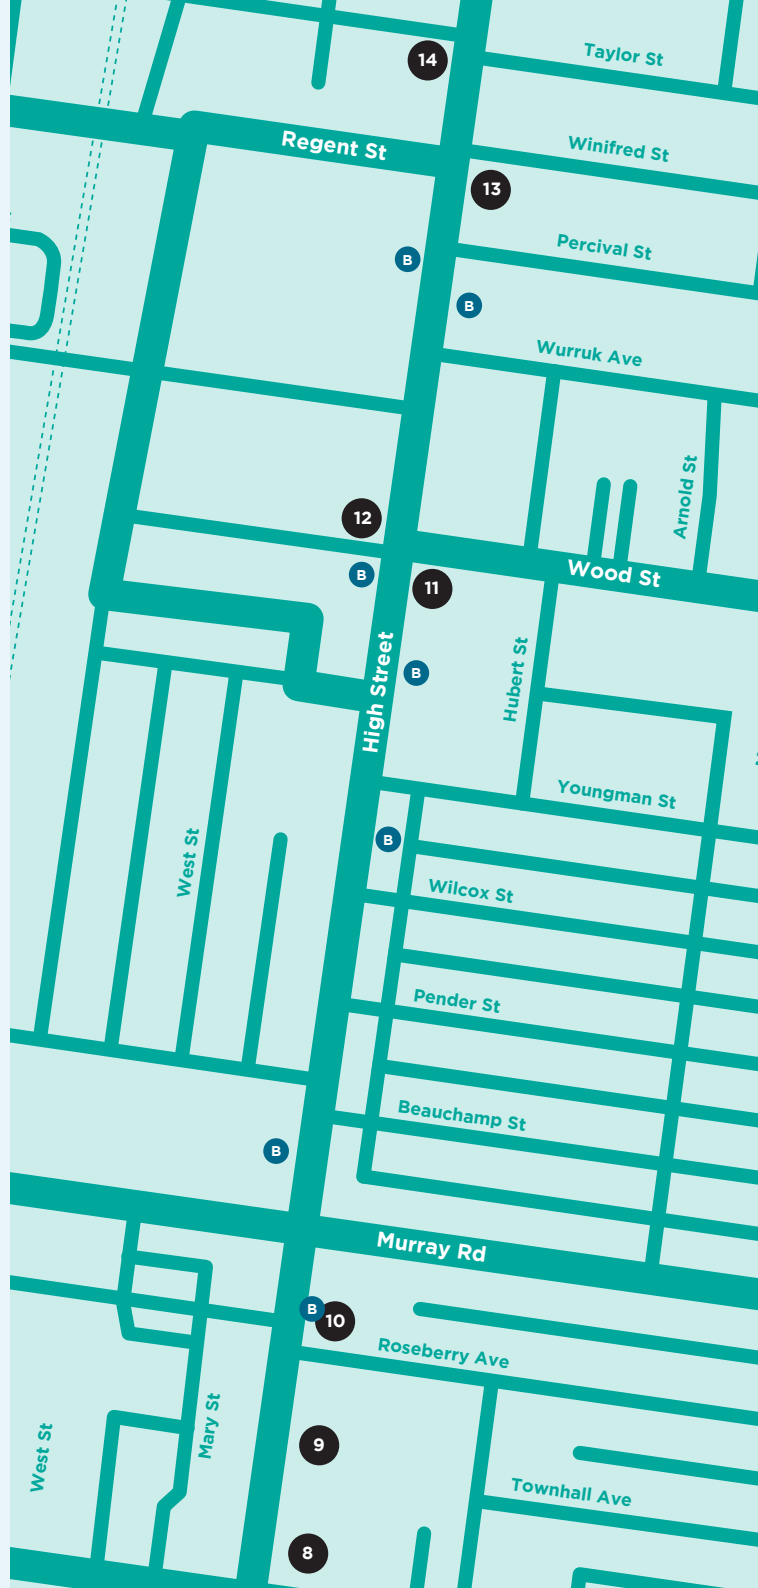 Taylor St
14
Regent St
Winifred St
13
Percival St
B
B
Wurruk Ave
Arnold St
12
B
11
Wood St
High Street
B
Hubert St
Youngman St
B
West St
Wilcox St
Pender St
Beauchamp St
B
Murray Rd
B
10
Roseberry Ave
Mary St
West St
9
Townhall Ave
8